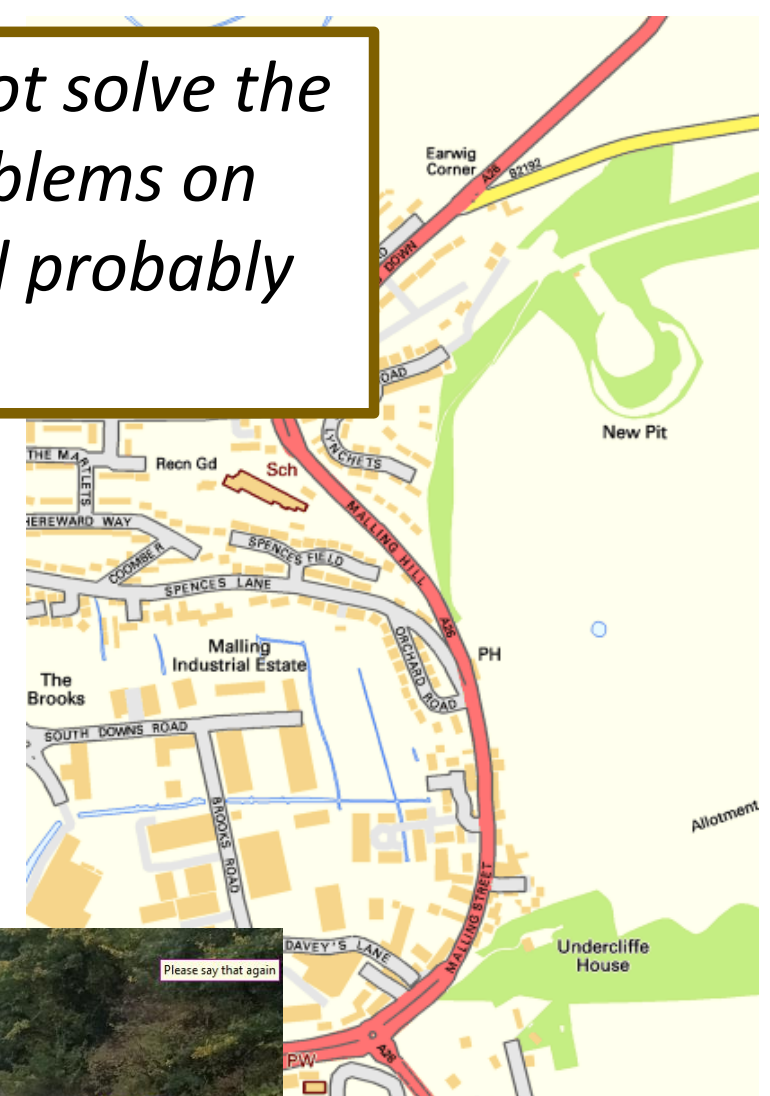 ot solve the
blems on
l probably
Earwig
Corner
A26
B2192
DOWN
OAD
New Pit
LYNCHETS
THE MARTLETS
Recn Gd
Sch
HEREWARD WAY
COOMBE R
SPENCES FIELD
MALLING HILL
SPENCES LANE
A26
PH
ORCHARD ROAD
Malling
Industrial Estate
The
Brooks
SOUTH DOWNS ROAD
BROOKS ROAD
Allotment
MALLING STREET
Undercliffe
House
DAVEY'S LANE
Please say that again
PW
A26